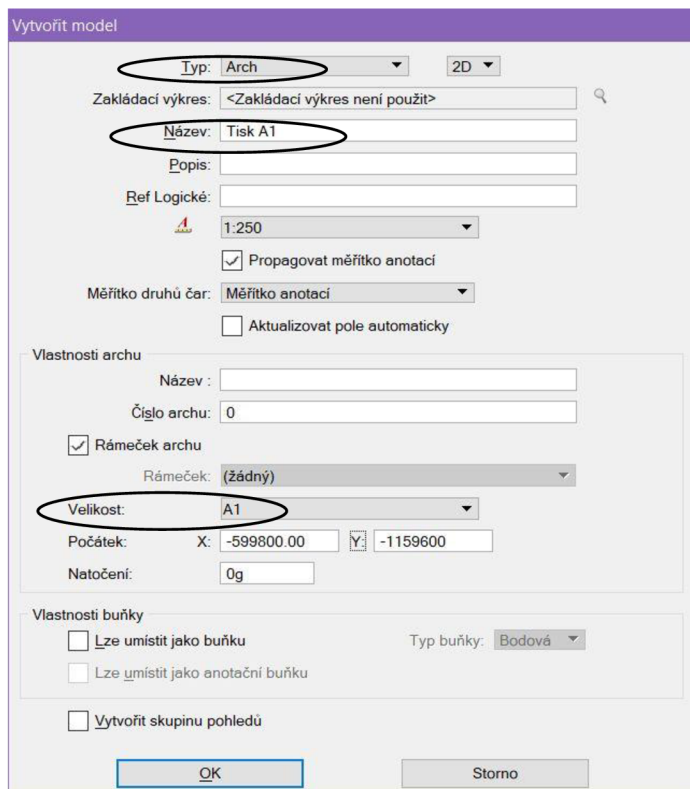 Vytvořit model
Typ: Arch 2D
Zakládací výkres: <Zakládací výkres není použit>
Název: Tisk A1
Popis:
Ref Logické:
1:250
Propagovat měřítko anotací
Měřítko druhů čar: Měřítko anotací
Aktualizovat pole automaticky
Vlastnosti archu
Název :
Číslo archu: 0
Rámeček archu
Rámeček: (žádný)
Velikost: A1
Počátek: X: -599800.00 Y: -1159600
Natočení: 0g
Vlastnosti buňky
Lze umístit jako buňku Typ buňky: Bodová
Lze umístit jako anotační buňku
Vytvořit skupinu pohledů
OK Storno